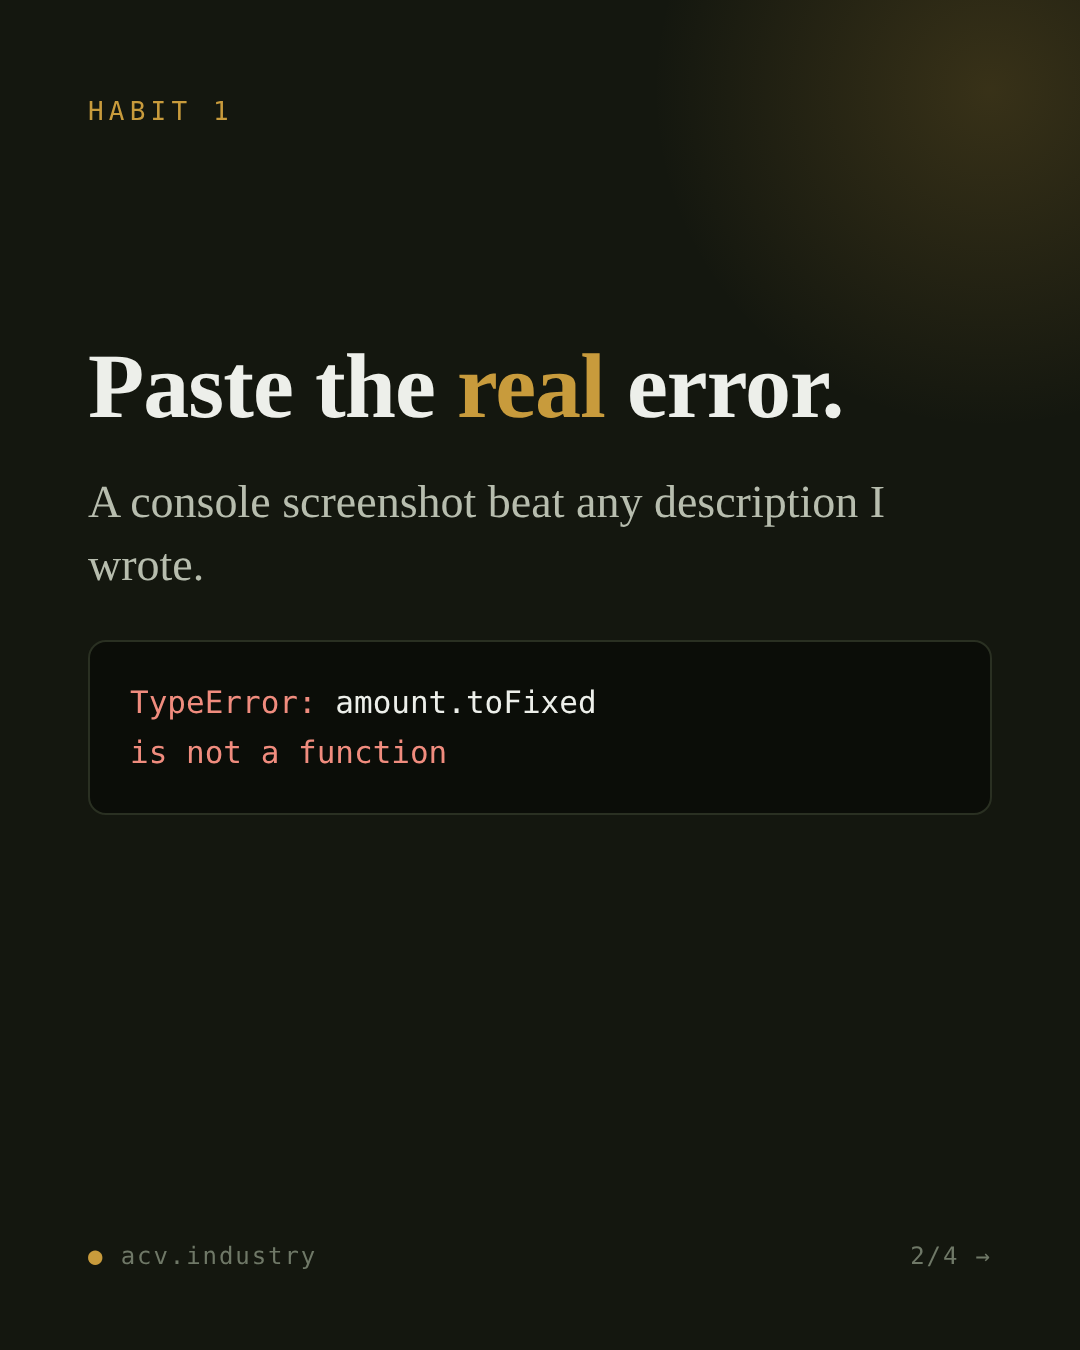 HABIT 1
Paste the real error.
A console screenshot beat any description I
wrote.
TypeError: amount.toFixed
is not a function
acv.industry
2/4 →